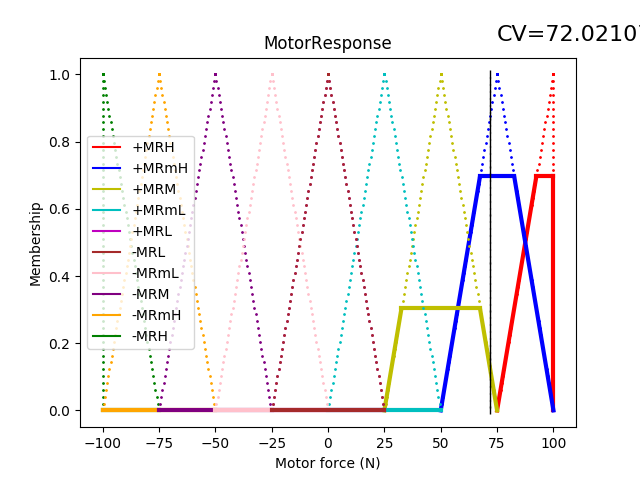 CV=72.02107
MotorResponse
Membership
1.0
0.8
0.6
0.4
0.2
0.0
+MRH
+MRmH
+MRM
+MRmL
+MRL
-MRL
-MRmL
-MRM
-MRmH
-MRH
−100 −75 −50 −25 0 25 50 75 100
Motor force (N)